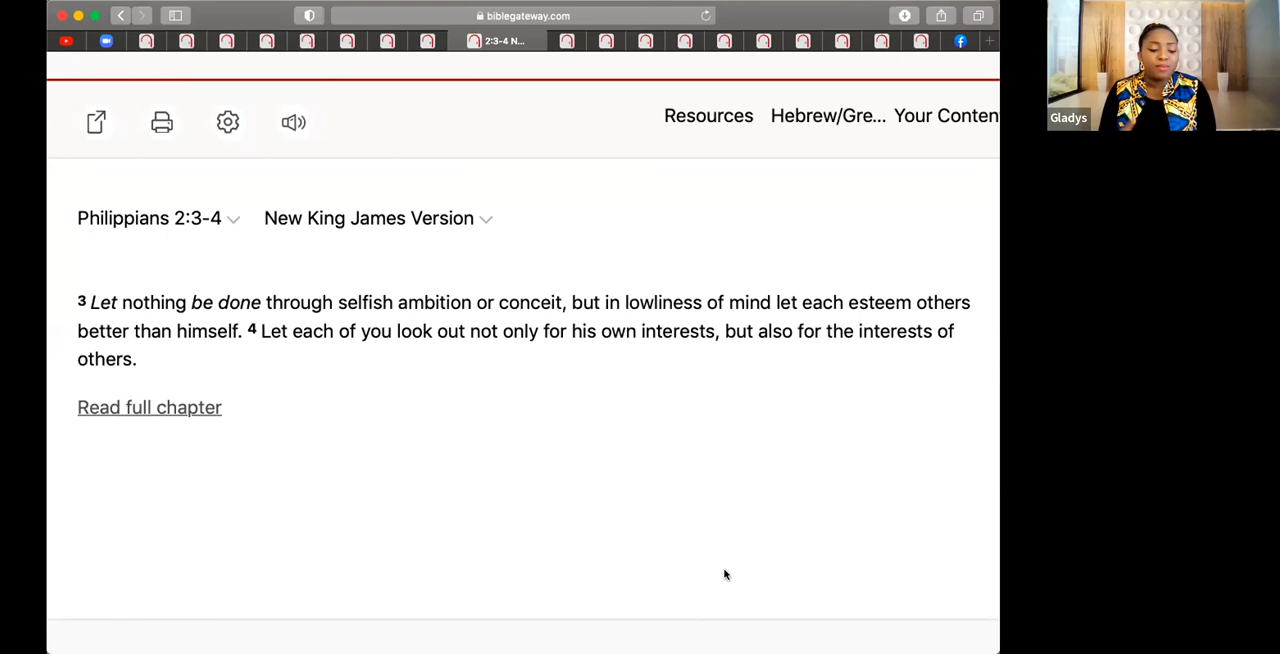 biblegateway.com
2:3-4 N...
Resources Hebrew/Gre... Your Conten
Gladys
Philippians 2:3-4 New King James Version
3 Let nothing be done through selfish ambition or conceit, but in lowliness of mind let each esteem others
better than himself. 4 Let each of you look out not only for his own interests, but also for the interests of
others.
Read full chapter